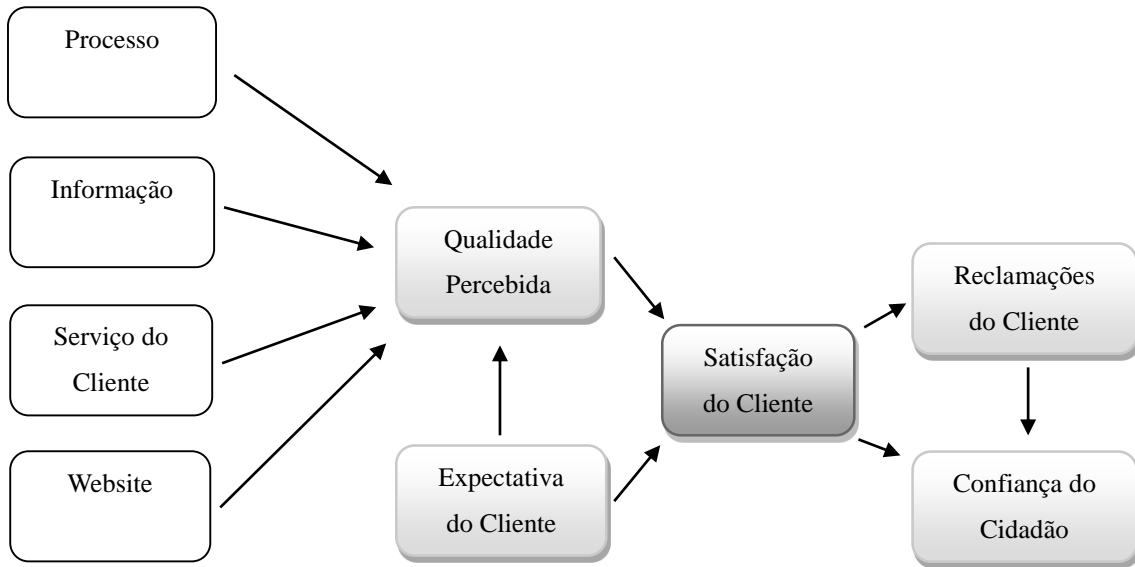 Processo
Informação
Serviço do
Cliente
Website
Qualidade
Percebida
Expectativa
do Cliente
Satisfação
do Cliente
Reclamações
do Cliente
Confiança do
Cidadão